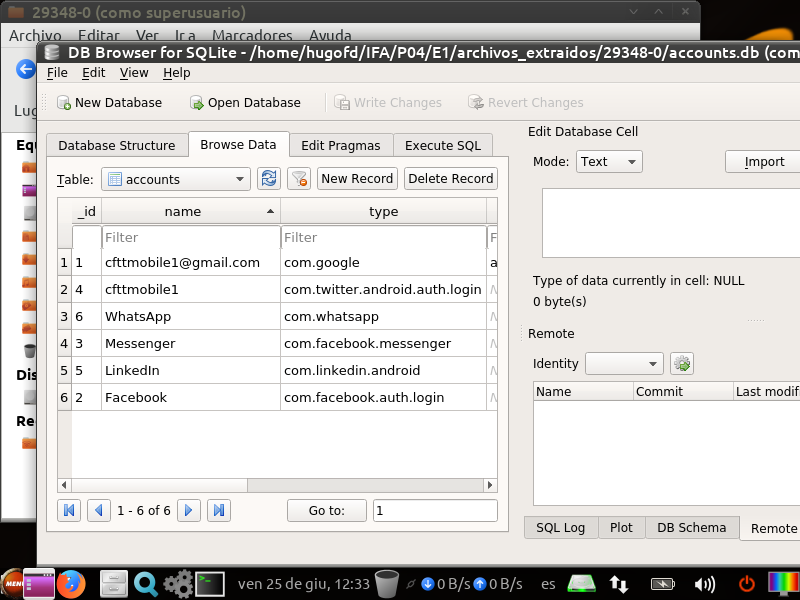 29348-0 (como superusuario)
Archivo Editar Ver Ir a Marcadores Ayuda
DB Browser for SQLite - /home/hugofd/IFA/P04/E1/archivos_extraidos/29348-0/accounts.db (com
File Edit View Help
New Database Open Database Write Changes Revert Changes
Lug
Database Structure Browse Data Edit Pragmas Execute SQL
Table: accounts New Record Delete Record
_id name type
Filter Filter F
1 1 cfttmobile1@gmail.com com.google a
2 4 cfttmobile1 com.twitter.android.auth.login N
3 6 WhatsApp com.whatsapp N
4 3 Messenger com.facebook.messenger N
5 5 LinkedIn com.linkedin.android N
6 2 Facebook com.facebook.auth.login N
1 - 6 of 6 Go to: 1
Equ
Dis
Re
Edit Database Cell
Mode: Text Import
Type of data currently in cell: NULL
0 byte(s)
Remote
Identity
Name Commit Last modif
SQL Log Plot DB Schema Remote
MENU ven 25 de giu, 12:33 0 B/s 0 B/s es